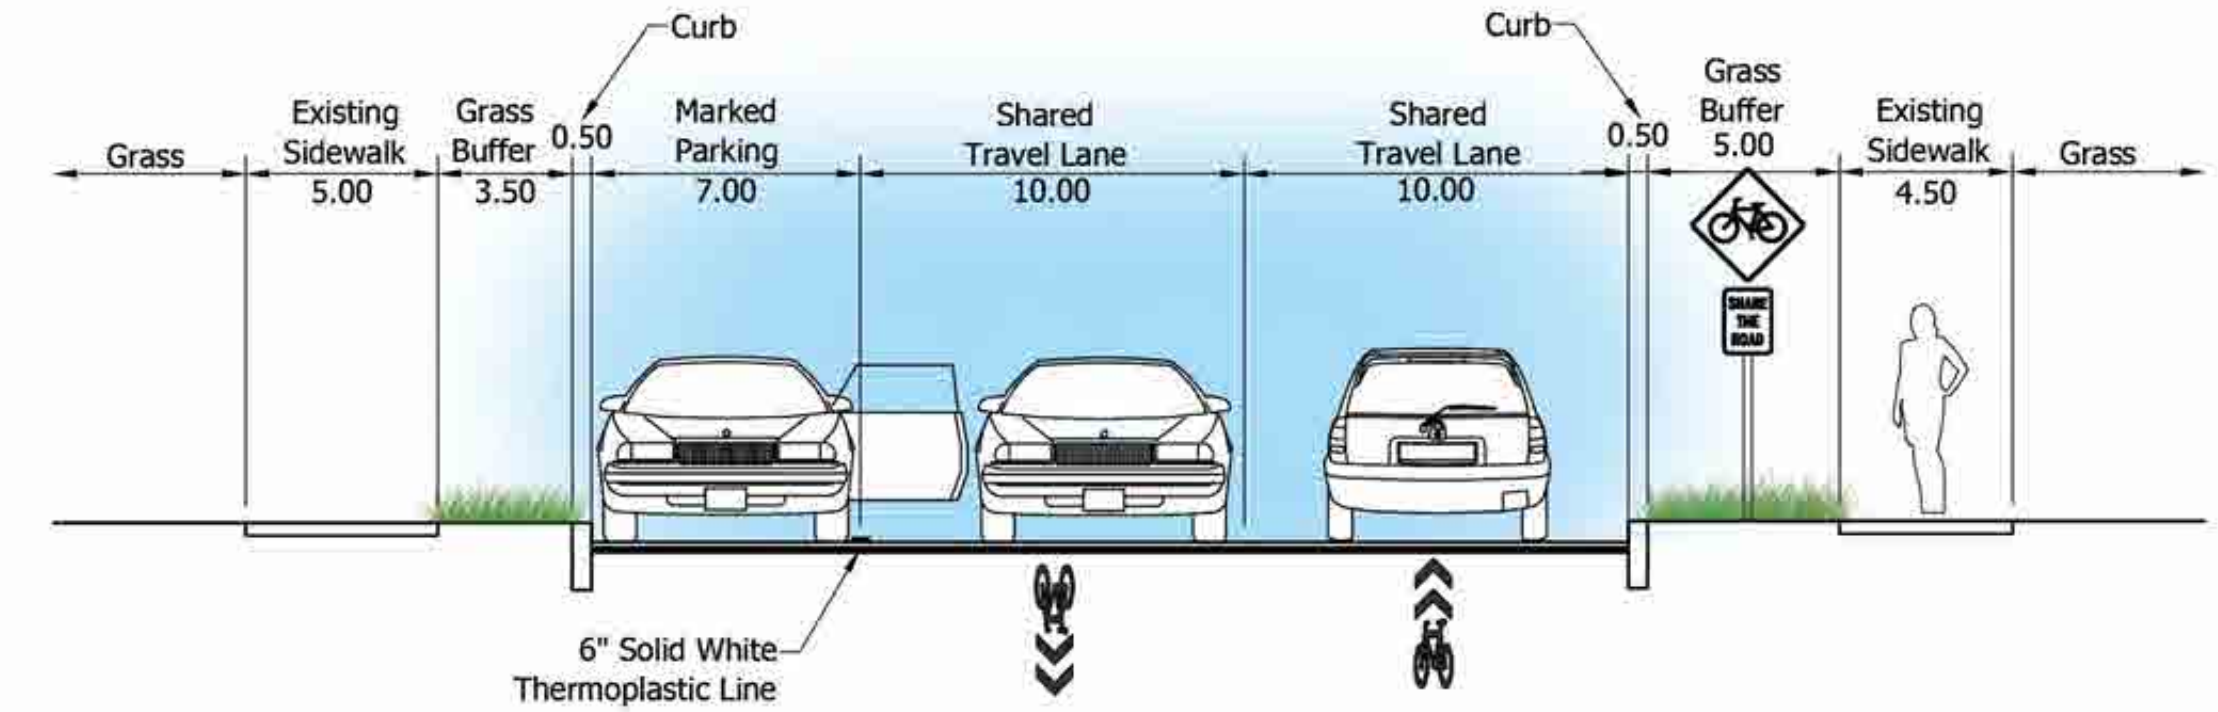 Curb
Curb
Grass
Existing
Sidewalk
5.00
Grass
Buffer
3.50
0.50
Marked
Parking
7.00
Shared
Travel Lane
10.00
Shared
Travel Lane
10.00
0.50
Grass
Buffer
5.00
Existing
Sidewalk
4.50
Grass
SHARE
THE
ROAD
6" Solid White
Thermoplastic Line